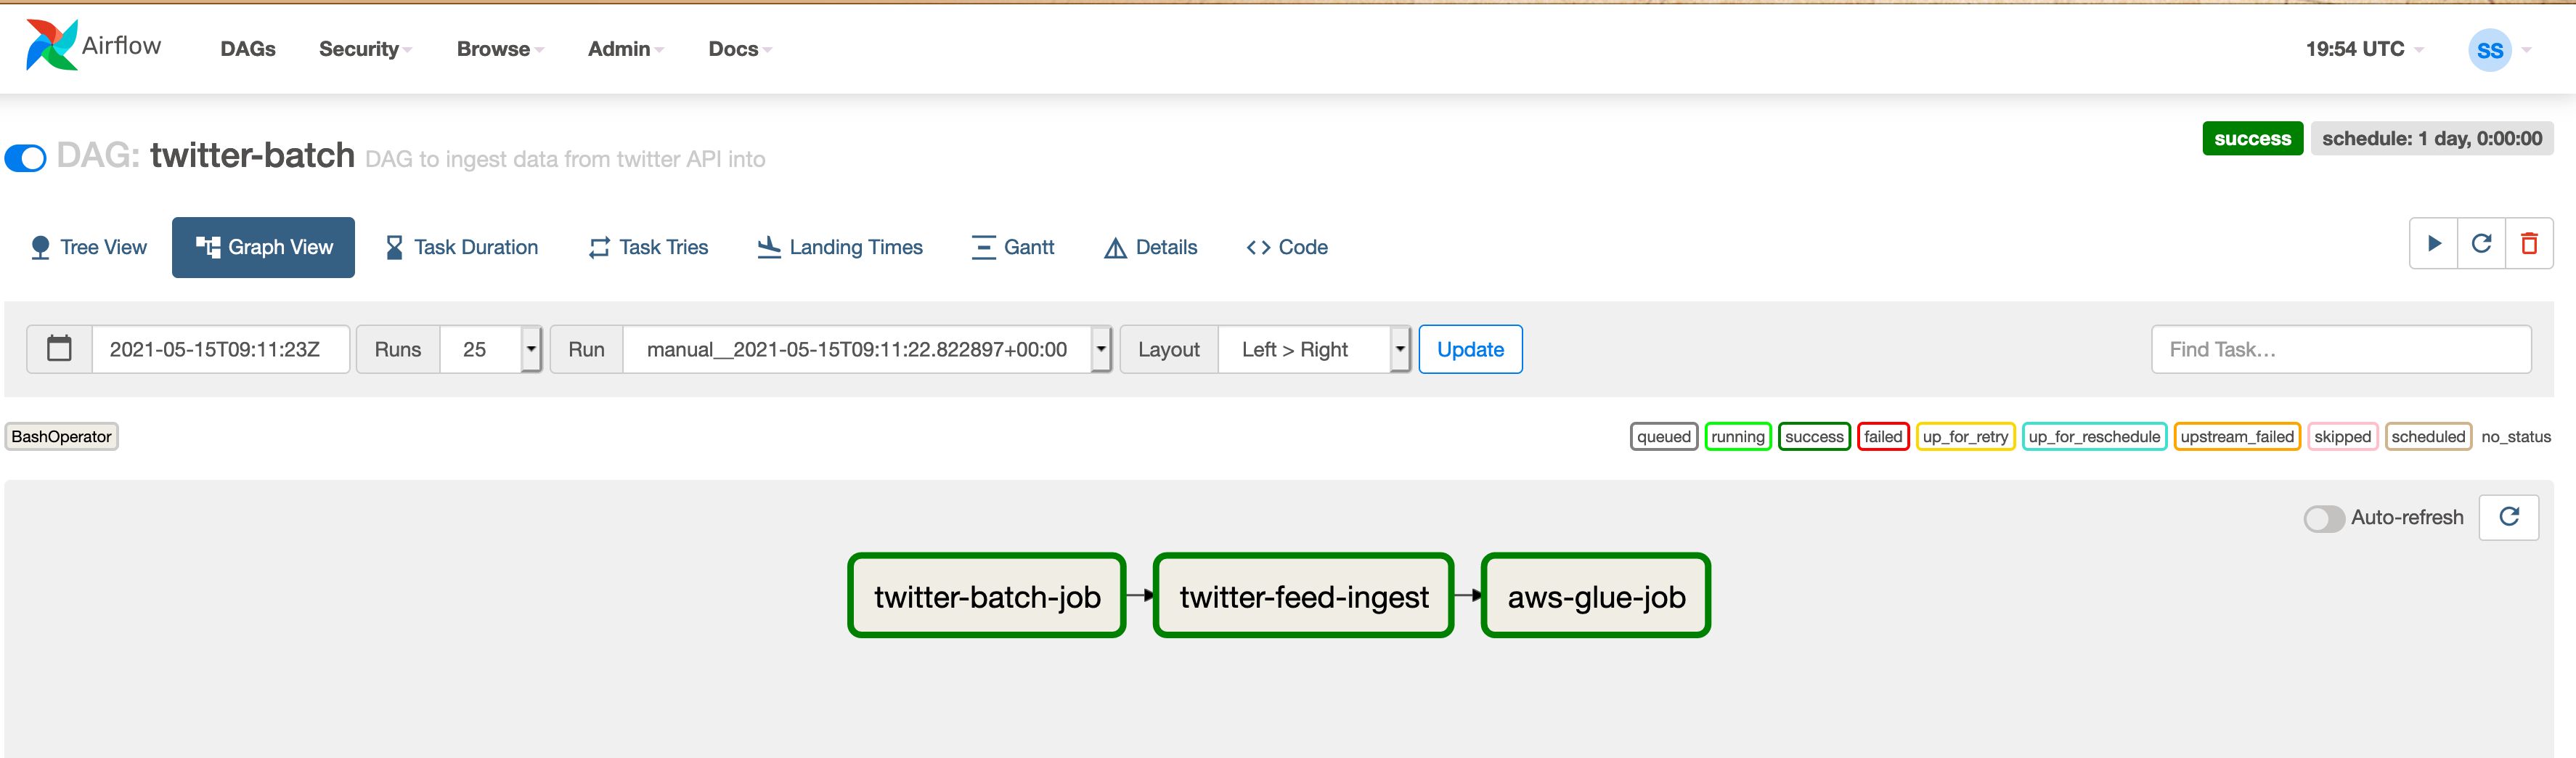 Airflow DAGs Security Browse Admin Docs 19:54 UTC SS
DAG: twitter-batch DAG to ingest data from twitter API into success schedule: 1 day, 0:00:00
Tree View Graph View Task Duration Task Tries Landing Times Gantt Details <> Code
2021-05-15T09:11:23Z Runs 25 Run manual__2021-05-15T09:11:22.822897+00:00 Layout Left > Right Update Find Task...
BashOperator queued running success failed up_for_retry up_for_reschedule upstream_failed skipped scheduled no_status
Auto-refresh
twitter-batch-job twitter-feed-ingest aws-glue-job